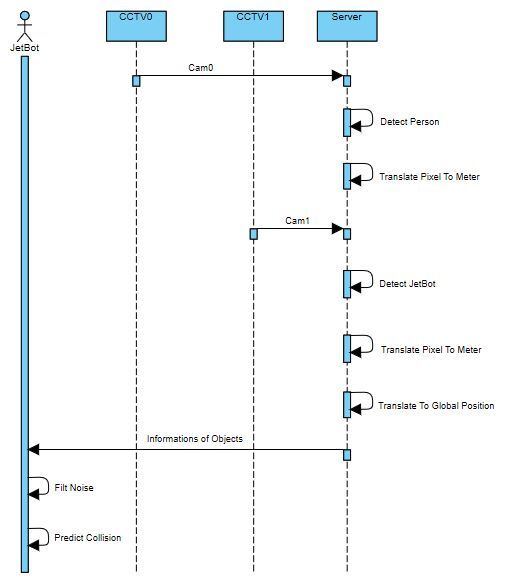 CCTV0
CCTV1
Server
JetBot
Cam0
Detect Person
Translate Pixel To Meter
Cam1
Detect JetBot
Translate Pixel To Meter
Translate To Global Position
Informations of Objects
Filt Noise
Predict Collision